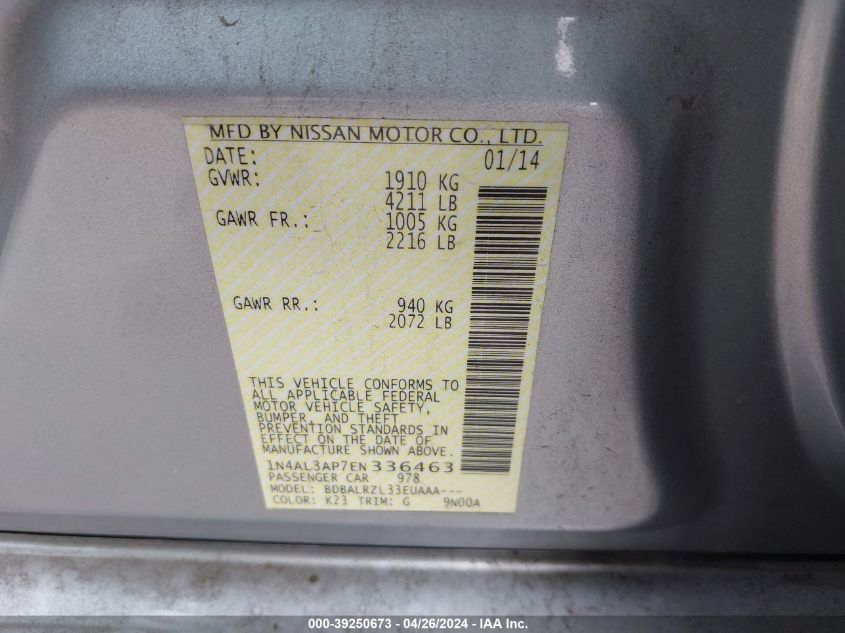 MFD BY NISSAN MOTOR CO., LTD.
DATE: 01/14
GVWR: 1910 KG
4211 LB
GAWR FR.: 1005 KG
2216 LB
GAWR RR.: 940 KG
2072 LB
THIS VEHICLE CONFORMS TO
ALL APPLICABLE FEDERAL
MOTOR VEHICLE SAFETY,
BUMPER, AND THEFT
PREVENTION STANDARDS IN
EFFECT ON THE DATE OF
MANUFACTURE SHOWN ABOVE.
1N4AL3AP7EN336463
PASSENGER CAR 978
MODEL: BDBALRZL33EUAAA---
COLOR: K23 TRIM: G 9N00A
000-39250673 / 04/26/2024 - IAA Inc.